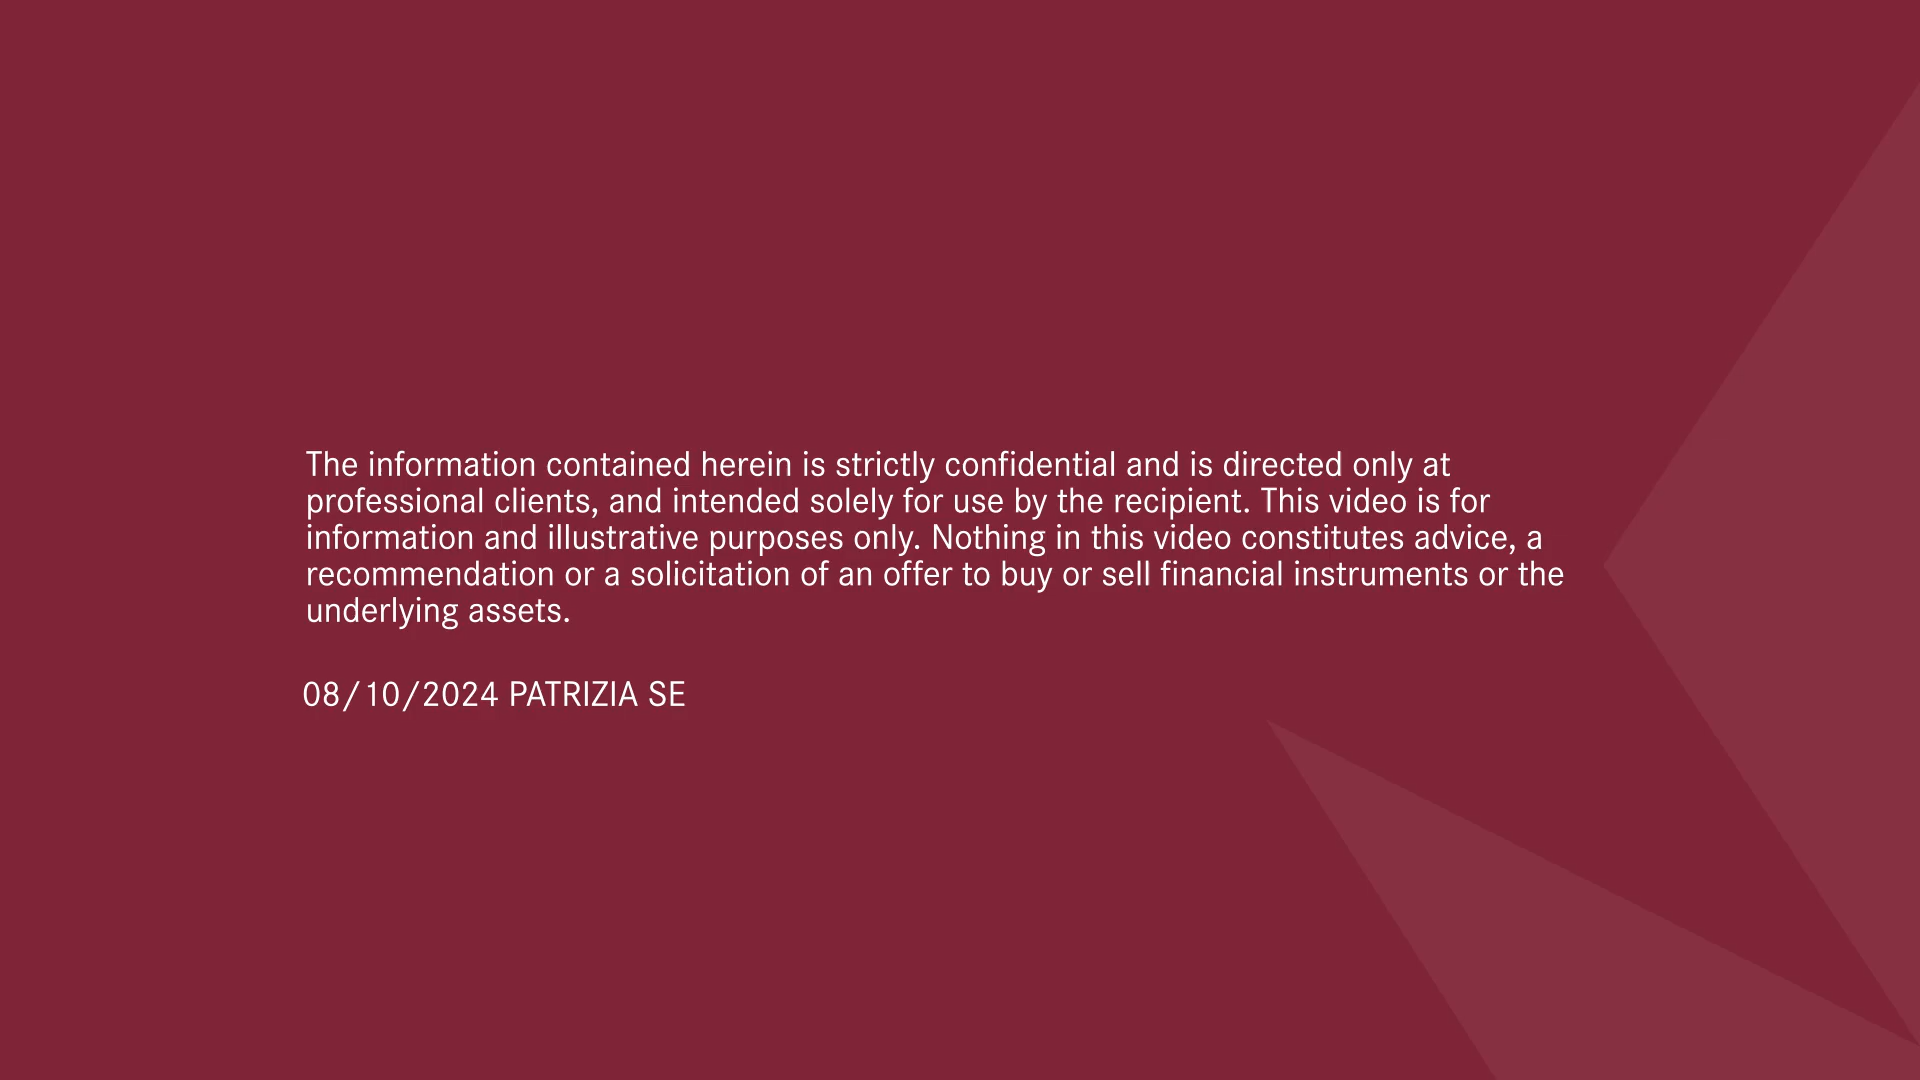 The information contained herein is strictly confidential and is directed only at
professional clients, and intended solely for use by the recipient. This video is for
information and illustrative purposes only. Nothing in this video constitutes advice, a
recommendation or a solicitation of an offer to buy or sell financial instruments or the
underlying assets.
08/10/2024 PATRIZIA SE